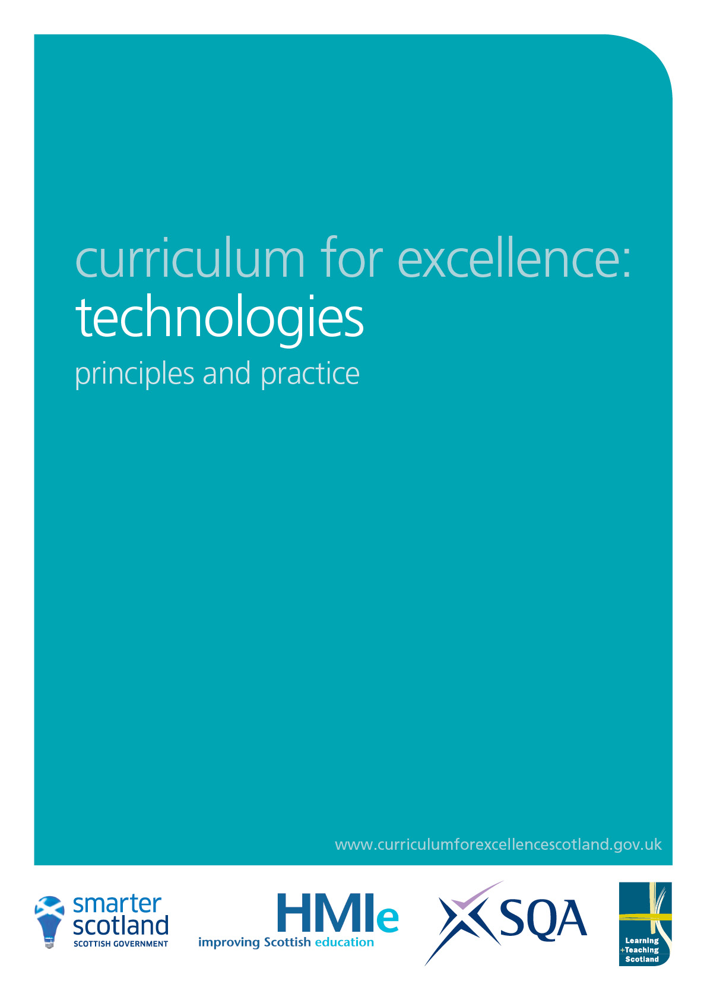 curriculum for excellence:
technologies
principles and practice
www.curriculumforexcellencescotland.gov.uk
smarter
scotland
SCOTTISH GOVERNMENT
HMIe
improving Scottish education
SQA
Learning
+Teaching
Scotland